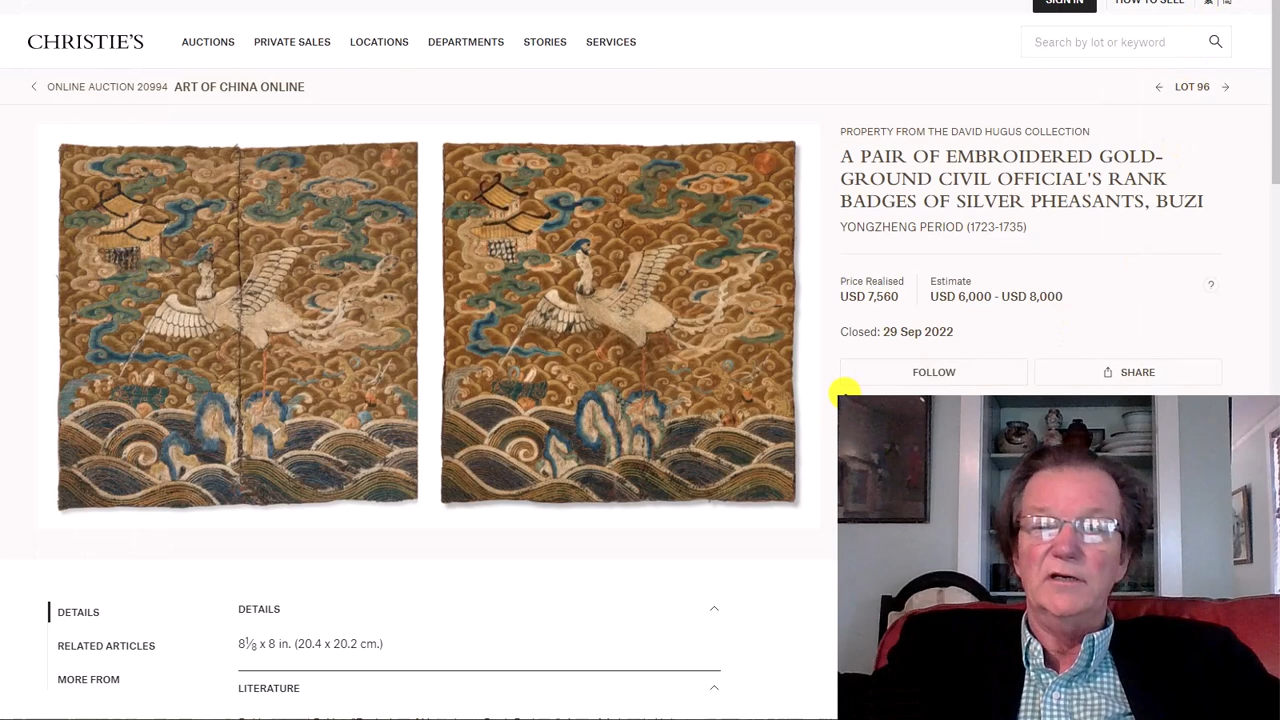 SIGN IN
HOW TO SELL
CHRISTIE'S
AUCTIONS PRIVATE SALES LOCATIONS DEPARTMENTS STORIES SERVICES
Search by lot or keyword
ONLINE AUCTION 20994 ART OF CHINA ONLINE
LOT 96
PROPERTY FROM THE DAVID HUGUS COLLECTION
A PAIR OF EMBROIDERED GOLD-
GROUND CIVIL OFFICIAL'S RANK
BADGES OF SILVER PHEASANTS, BUZI
YONGZHENG PERIOD (1723-1735)
Price Realised Estimate
USD 7,560 USD 6,000 - USD 8,000
?
Closed: 29 Sep 2022
FOLLOW SHARE
DETAILS
RELATED ARTICLES
MORE FROM
DETAILS
8⅛ x 8 in. (20.4 x 20.2 cm.)
LITERATURE